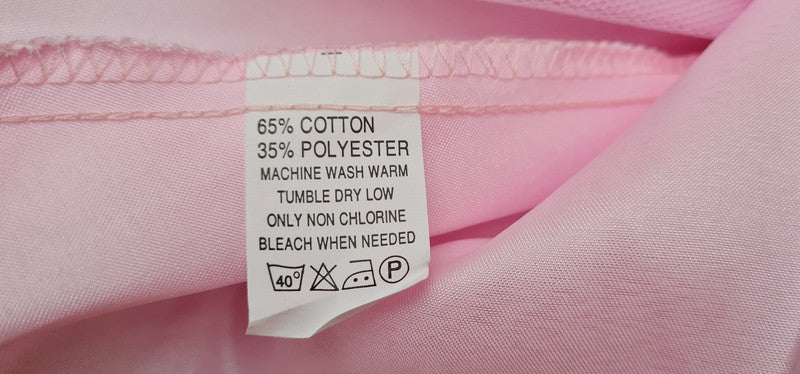 65% COTTON
35% POLYESTER
MACHINE WASH WARM
TUMBLE DRY LOW
ONLY NON CHLORINE
BLEACH WHEN NEEDED
40° P